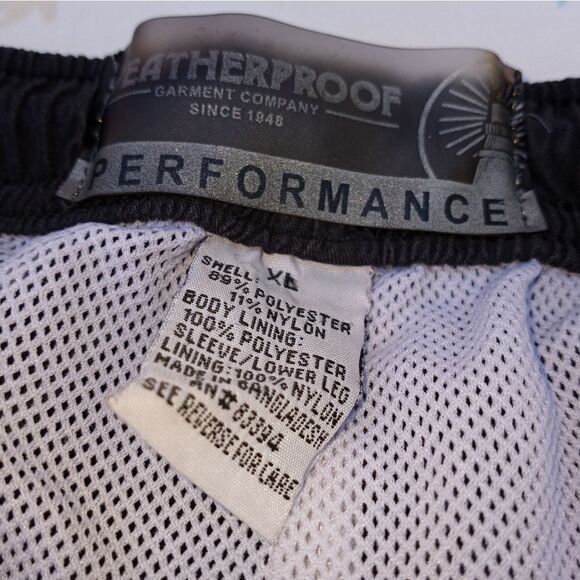 WEATHERPROOF
GARMENT COMPANY
SINCE 1948
PERFORMANCE
XL
SHELL:
89% POLYESTER
11% NYLON
BODY LINING:
100% POLYESTER
SLEEVE/LOWER LEG
LINING: 100% NYLON
MADE IN BANGLADESH
RN# 83394
SEE REVERSE FOR CARE